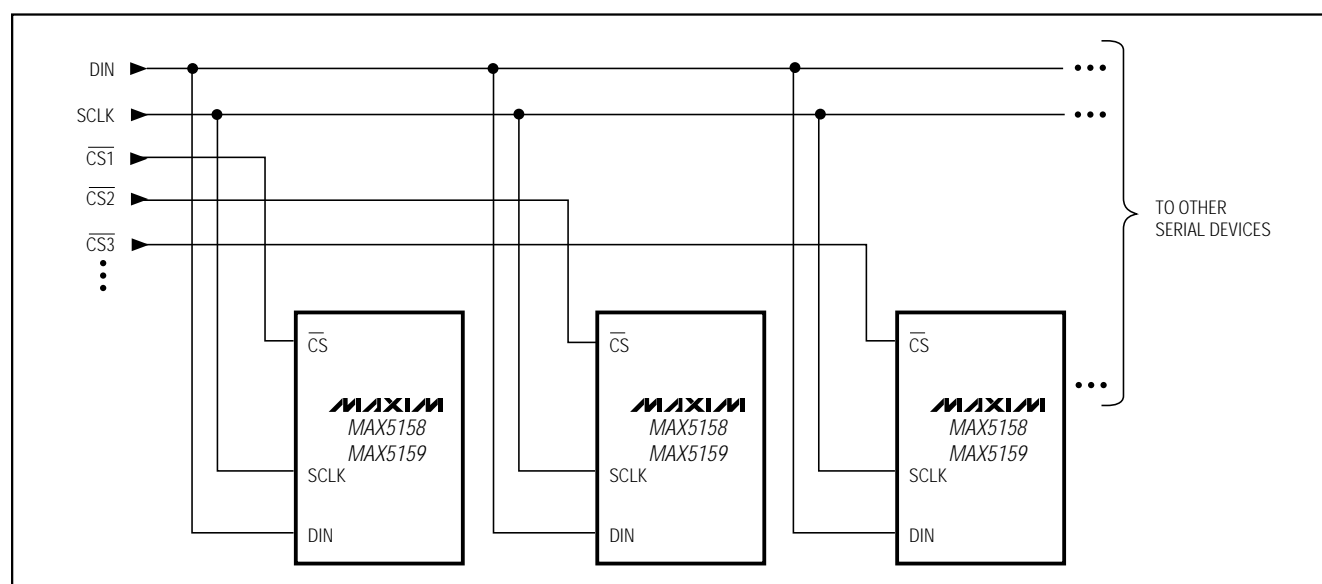 DIN
SCLK
CS1
CS2
CS3
TO OTHER
SERIAL DEVICES
CS
MAXIM
MAX5158
MAX5159
SCLK
DIN
CS
MAXIM
MAX5158
MAX5159
SCLK
DIN
CS
MAXIM
MAX5158
MAX5159
SCLK
DIN